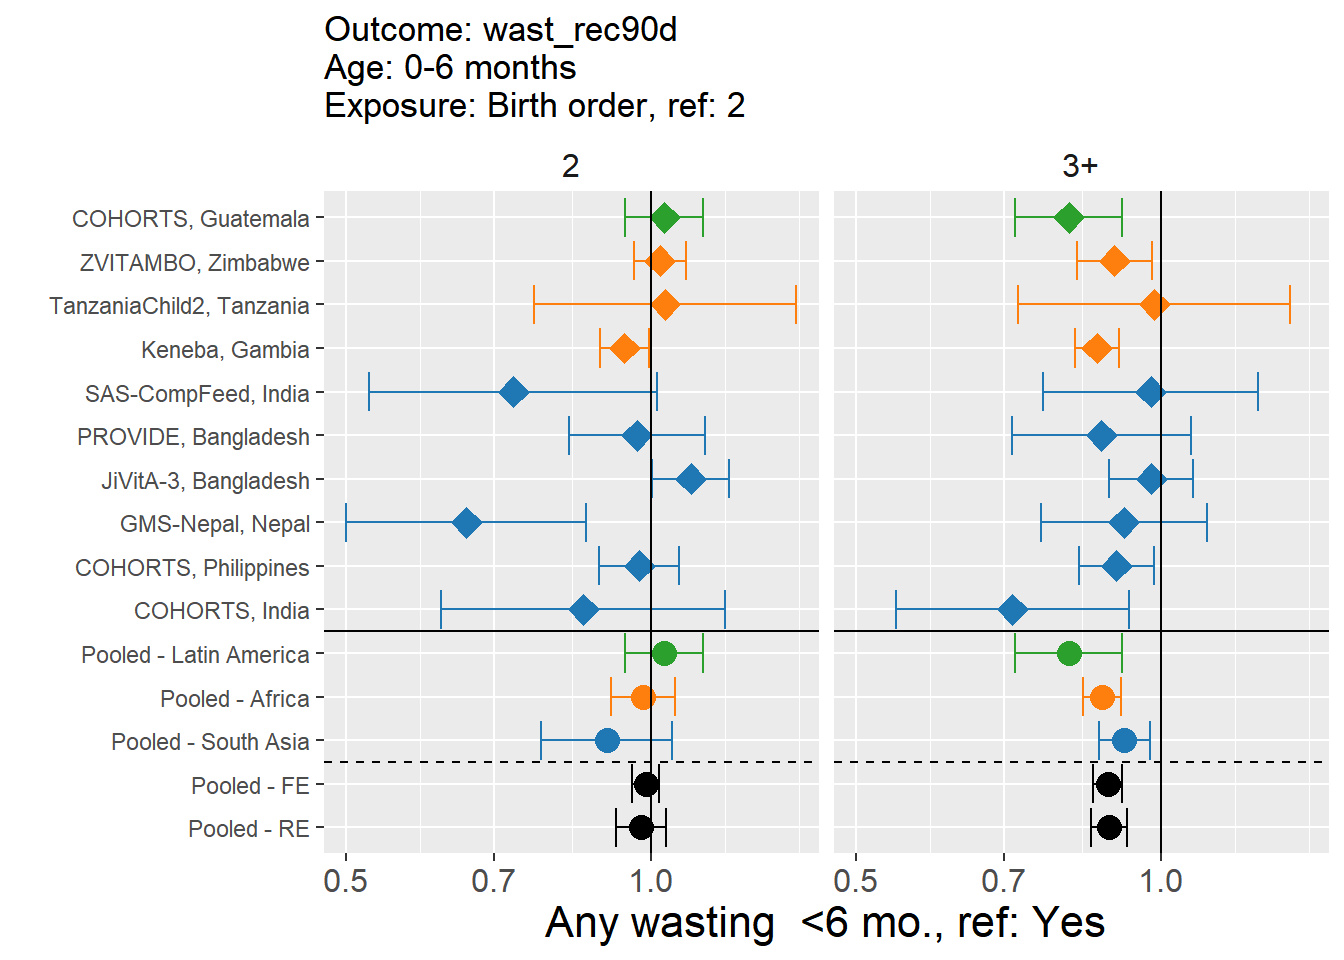 Outcome: wast_rec90d
Age: 0-6 months
Exposure: Birth order, ref: 2
2 3+
COHORTS, Guatemala
ZVITAMBO, Zimbabwe
TanzaniaChild2, Tanzania
Keneba, Gambia
SAS-CompFeed, India
PROVIDE, Bangladesh
JiVitA-3, Bangladesh
GMS-Nepal, Nepal
COHORTS, Philippines
COHORTS, India
Pooled - Latin America
Pooled - Africa
Pooled - South Asia
Pooled - FE
Pooled - RE
0.5 0.7 1.0 0.5 0.7 1.0
Any wasting  <6 mo., ref: Yes